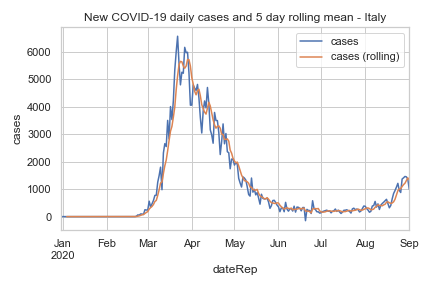 New COVID-19 daily cases and 5 day rolling mean - Italy
cases
cases (rolling)
6000
5000
4000
3000
2000
1000
0
cases
Jan Feb Mar Apr May Jun Jul Aug Sep
2020
dateRep